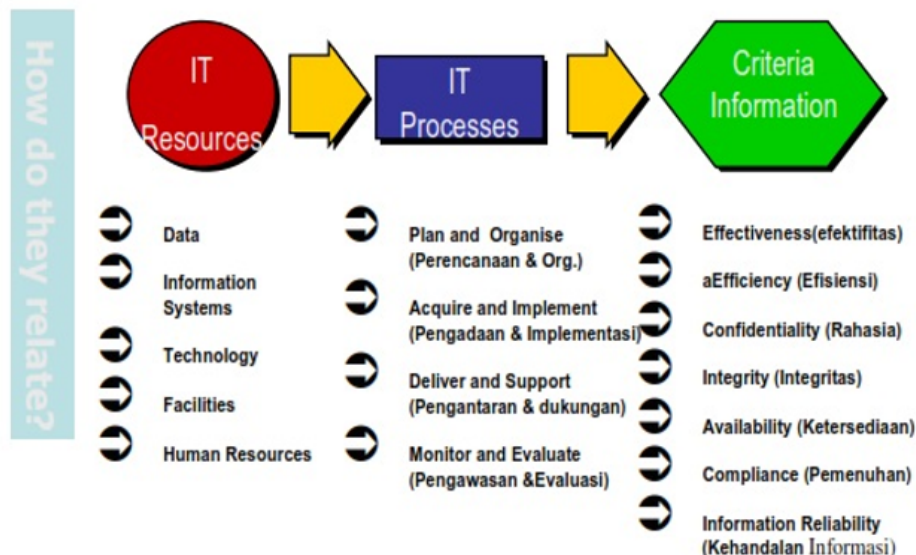 How do they relate?
IT
Resources
IT
Processes
Criteria
Information
Data
Information
Systems
Technology
Facilities
Human Resources
Plan and Organise
(Perencanaan & Org.)
Acquire and Implement
(Pengadaan & Implementasi)
Deliver and Support
(Pengantaran & dukungan)
Monitor and Evaluate
(Pengawasan &Evaluasi)
Effectiveness(efektifitas)
aEfficiency (Efisiensi)
Confidentiality (Rahasia)
Integrity (Integritas)
Availability (Ketersediaan)
Compliance (Pemenuhan)
Information Reliability
(Kehandalan Informasi)